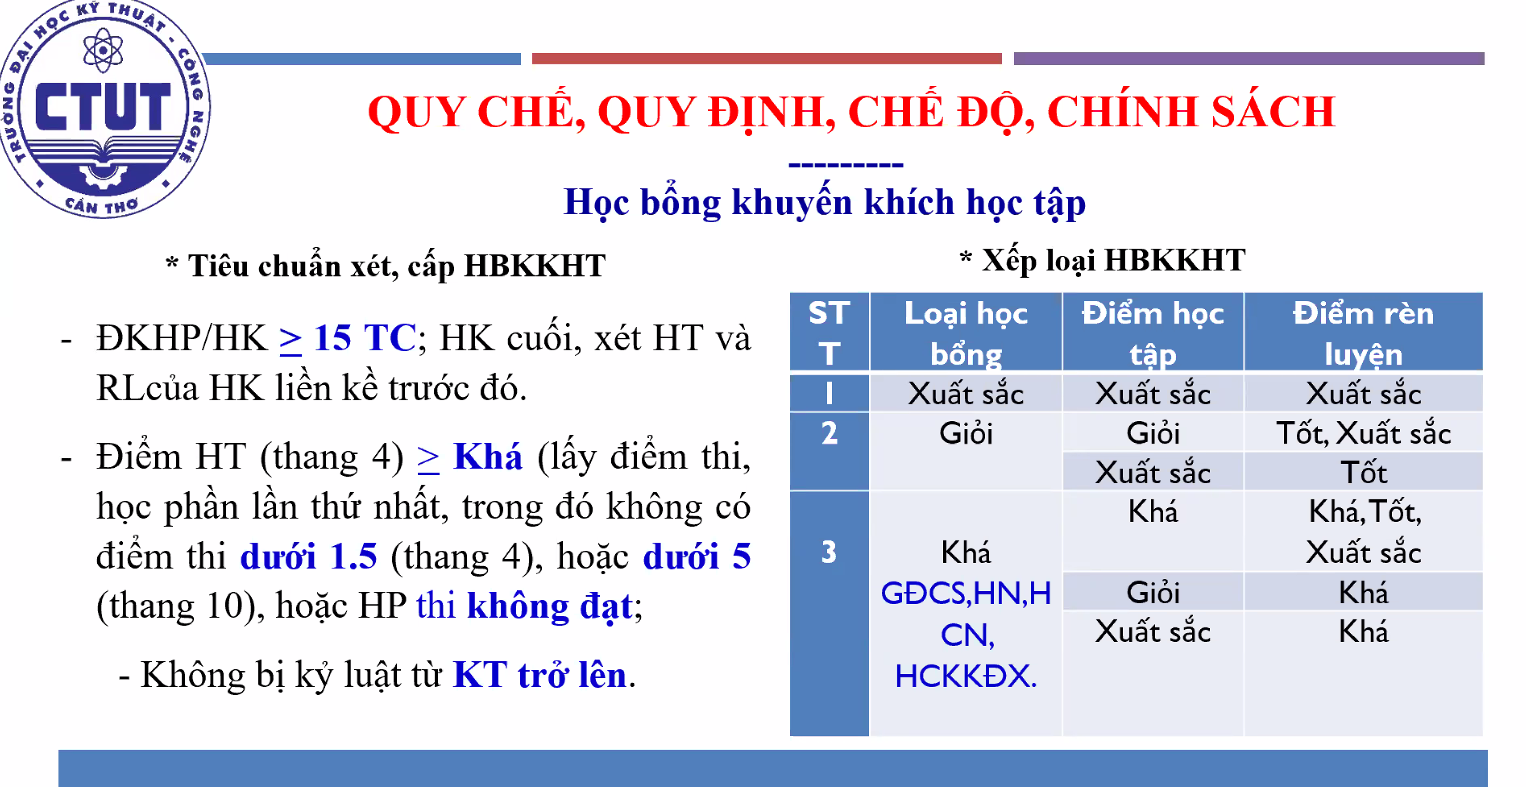 TRƯỜNG ĐẠI HỌC KỸ THUẬT - CÔNG NGHỆ
CTUT
CẦN THƠ
QUY CHẾ, QUY ĐỊNH, CHẾ ĐỘ, CHÍNH SÁCH
---------
Học bổng khuyến khích học tập
* Tiêu chuẩn xét, cấp HBKKHT
- ĐKHP/HK ≥ 15 TC; HK cuối, xét HT và
RLcủa HK liền kề trước đó.
- Điểm HT (thang 4) ≥ Khá (lấy điểm thi,
học phần lần thứ nhất, trong đó không có
điểm thi dưới 1.5 (thang 4), hoặc dưới 5
(thang 10), hoặc HP thi không đạt;
- Không bị kỷ luật từ KT trở lên.
* Xếp loại HBKKHT
ST Loại học Điểm học Điểm rèn
T bổng tập luyện
1 Xuất sắc Xuất sắc Xuất sắc
2 Giỏi Giỏi Tốt, Xuất sắc
Xuất sắc Tốt
Khá Khá,Tốt,
3 Khá Xuất sắc
GĐCS,HN,H Giỏi Khá
CN, Xuất sắc Khá
HCKKĐX.